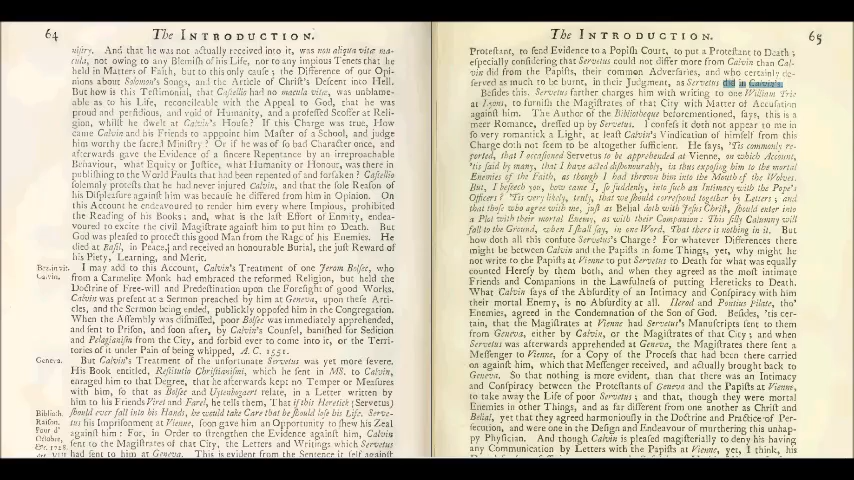 64
The INTRODUCTION.
nistry. And that he was not actually received into it, was non aliqua vitæ ma-
cula, not owing to any Blemish of his Life, nor to any impious Tenets that he
held in Matters of Faith, but to this only cause; the Difference of our Opi-
nions about Solomon's Songs, and the Article of Christ's Descent into Hell.
But how is this Testimonial, that Castellio had no macula vitæ, was unblame-
able as to his Life, reconcileable with the Appeal to God, that he was
proud and perfidious, and void of Humanity, and a profess'd Scoffer at Reli-
gion, whilst he dwelt at Calvin's House? If this Charge was true, How
came Calvin and his Friends to apppoint him Master of a School, and judge
him worthy the sacred Ministry? Or if he was of so bad Character once, and
afterwards gave the Evidence of a sincere Repentance by an irreproachable
Behaviour, what Equity or Justice, what Humanity or Honour, was there in
publishing to the World Faults that had been repented of and forsaken? Castellio
solemnly protests that he had never injured Calvin, and that the sole Reason of
his Displeasure against him was because he differed from him in Opinion. On
this Account he endeavoured to render him every where Impious, prohibited
the Reading of his Books; and, what is the last Effort of Enmity, endea-
voured to excite the civil Magistrate against him to put him to Death. But
God was pleased to protect this good Man from the Rage of his Enemies. He
died at Basil, in Peace, and received an honourable Burial, the just Reward of
his Piety, Learning, and Merit.
Bez. in vit.
Calvin.
I may add to this Account, Calvin's Treatment of one Jerom Bolsec, who
from a Carmelite Monk had embraced the reformed Religion, but held the
Doctrine of Free-will and Predestination upon the Foresight of good Works.
Calvin was present at a Sermon preached by him at Geneva, upon these Arti-
cles, and the Sermon being ended, publickly opposed him in the Congregation.
When the Assembly was dismissed, poor Bolsec was immediately apprehended,
and sent to Prison, and soon after, by Calvin's Counsel, banished for Sedition
and Pelagianism from the City, and forbid ever to come into it, or the Terri-
tories of it under Pain of being whipped, A.C. 1551.
Geneva.
But Calvin's Treatment of the unfortunate Servetus was yet more severe.
His Book entitled, Restitutio Christianismi, which he sent in MS. to Calvin,
enraged him to that Degree, that he afterwards kept no Temper or Measures
with him, so that as Bolsec and Uytenbogaert relate, in a Letter written by
him to his Friends Viret and Farel, he tells them, That if this Heretick (Servetus)
should ever fall into his Hands, he would take Care that he should lose his Life. Serve-
tus his Imprisonment at Vienne, soon gave him an Opportunity to shew his Zeal
against him: For, in Order to strengthen the Evidence against him, Calvin
sent to the Magistrates of that City, the Letters and Writings which Servetus
had sent to him at Geneva. This is evident from the Sentence it self against
Biblioth.
Raison.
Pour d'
Octobre,
&c. 1728.
65
The INTRODUCTION.
Protestant, to send Evidence to a Popish Court, to put a Protestant to Death;
especially considering that Servetus could not differ more from Calvin than Cal-
vin did from the Papists, their common Adversaries, and who certainly de-
served as much to be burnt, in their Judgment, as Servetus did in Calvin's.
Besides this, Servetus farther charges him with writing to one William Trie
at Lyons, to furnish the Magistrates of that City with Matter of Accusation
against him. The Author of the Bibliotheque beforementioned, says, this is a
meer Romance, dressed up by Servetus. I confess it doth not appear to me in
so very romantick a Light, at least Calvin's Vindication of himself from this
Charge doth not seem to be altogether sufficient. He says, 'Tis commonly re-
ported, that I occasioned Servetus to be apprehended at Vienne, on which Account,
'tis said by many, that I have acted dishonourably, in thus exposing him to the mortal
Enemies of the Faith, as though I had thrown him into the Mouth of the Wolves.
But, I beseech you, how came I, so suddenly, into such an Intimacy with the Pope's
Officers? 'Tis very likely, truly, that we should correspond together by Letters; and
that those who agree with me, just as Belial doth with Jesus Christ, should enter into
a Plot with their mortal Enemy, as with their Companion: This silly Calumny will
fall to the Ground, when I shall say, in one Word, That there is nothing in it. But
how doth all this confute Servetus's Charge? For whatever Differences there
might be between Calvin and the Papists in some Things, yet, why might he
not write to the Papists at Vienne to put Servetus to Death for what was equally
counted Heresy by them both, and when they agreed as the most intimate
Friends and Companions in the Lawfulness of putting Hereticks to Death?
What Calvin says of the Absurdity of an Intimacy and Conspiracy with him
their mortal Enemy, is no Absurdity at all. Herod and Pontius Pilate, tho'
Enemies, agreed in the Condemnation of the Son of God. Besides, 'tis cer-
tain, that the Magistrates at Vienne had Servetus's Manuscripts sent to them
from Geneva, either by Calvin, or the Magistrates of that City; and when
Servetus was afterwards apprehended at Geneva, the Magistrates there sent a
Messenger to Vienne, for a Copy of the Process that had been there carried
on against him, which that Messenger received, and actually brought back to
Geneva. So that nothing is more evident, than that there was an Intimacy
and Conspiracy between the Protestants of Geneva and the Papists at Vienne,
to take away the Life of poor Servetus; and that, though they were mortal
Enemies in other Things, and as far different from one another as Christ and
Belial, yet that they agreed harmoniously in the Doctrine and Practice of Per-
secution, and were one in the Design and Endeavour of murthering this unhap-
py Physician. And though Calvin is pleased magisterially to deny his having
any Communication by Letters with the Papists at Vienne, yet, I think, his